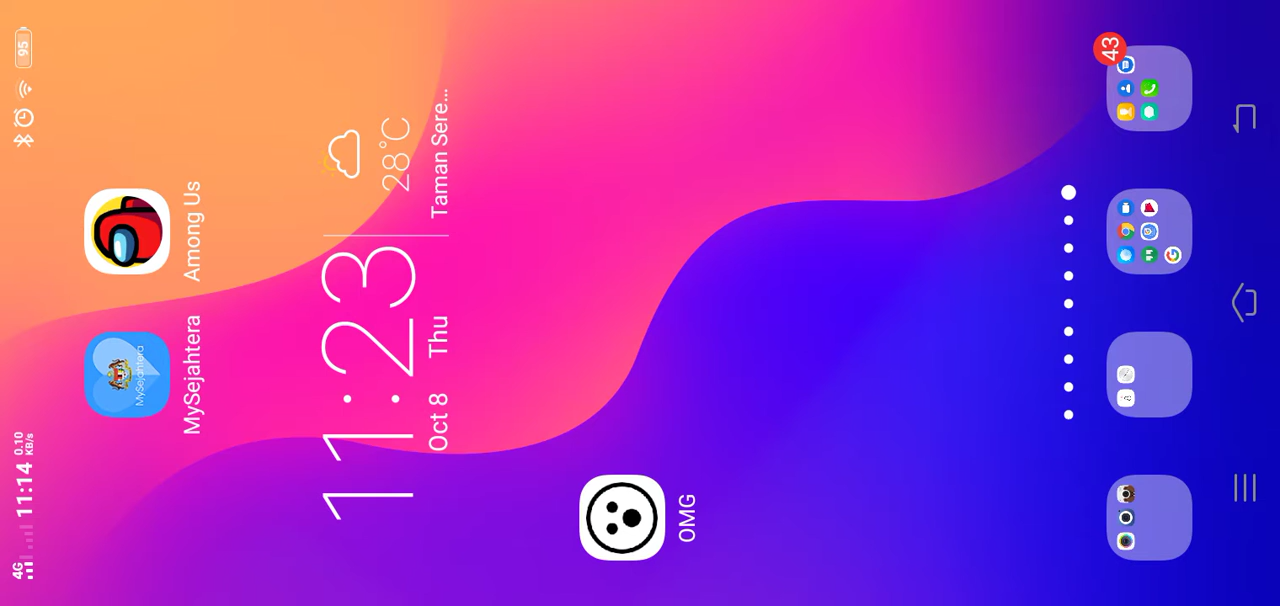 4G 11:14 0.10 KB/s 95
MySejahtera
MySejahtera Among Us
11:23 28°C
Oct 8 Thu Taman Sere...
OMG
43